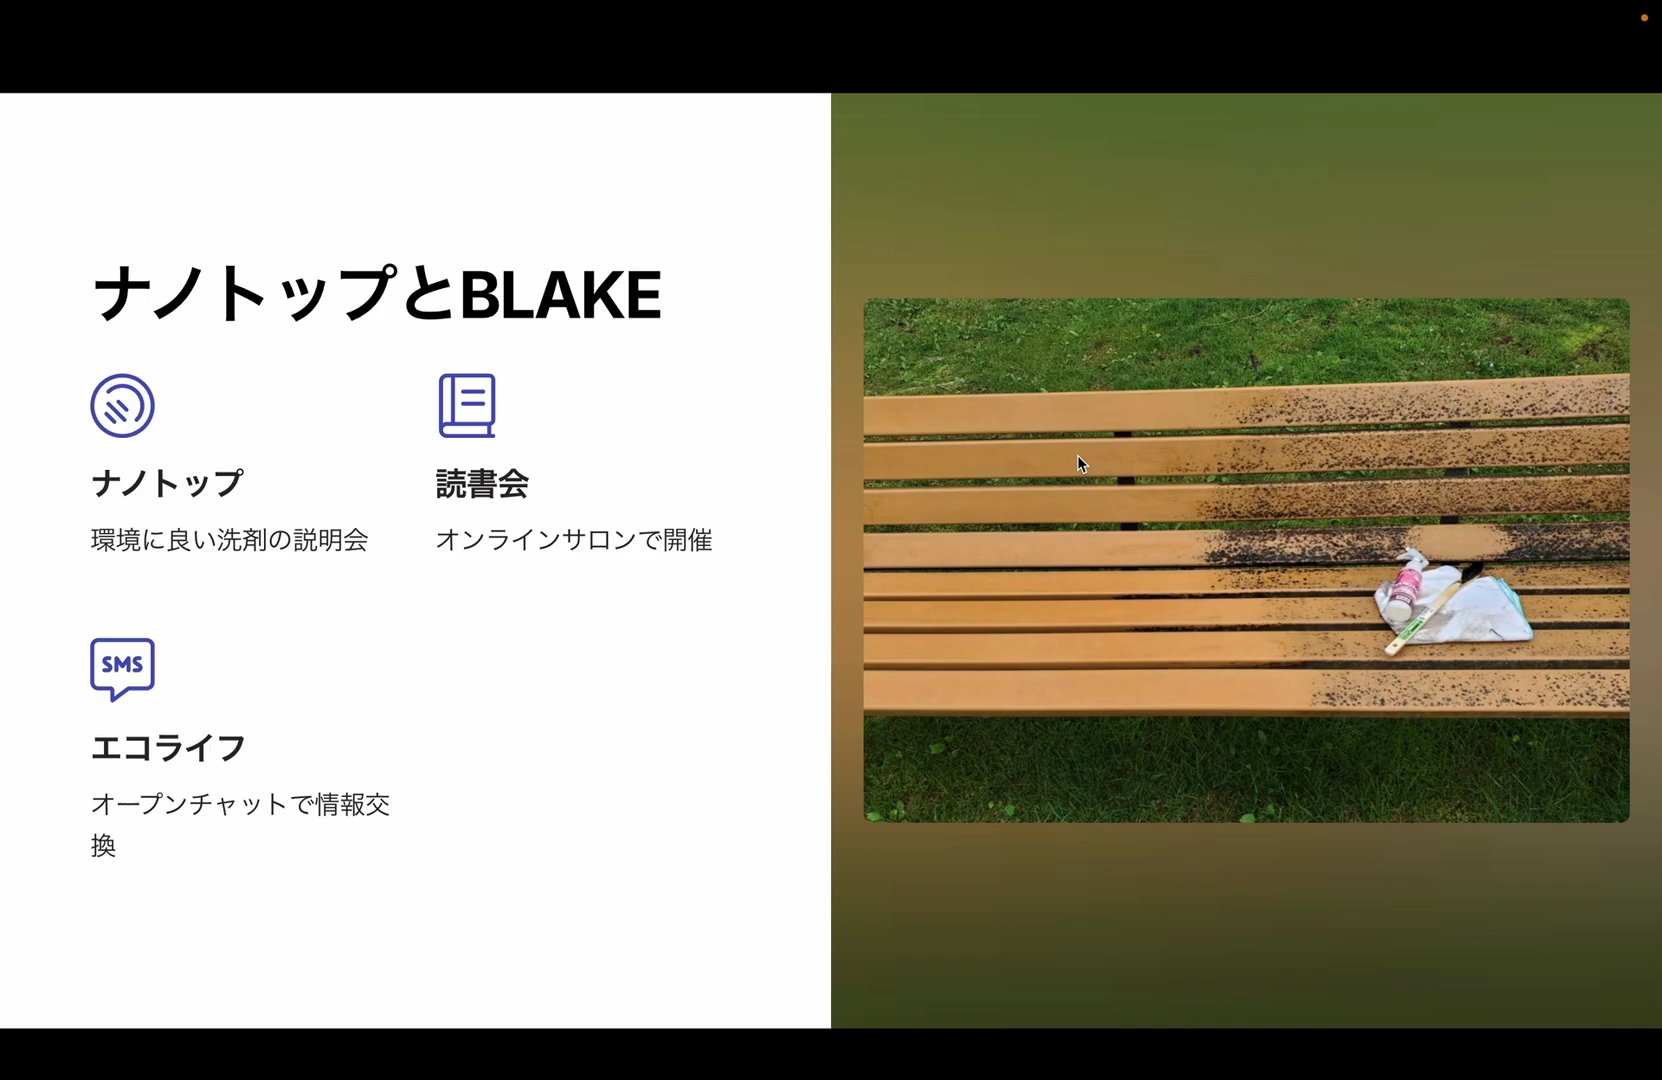 ナノトップとBLAKE
ナノトップ
環境に良い洗剤の説明会
読書会
オンラインサロンで開催
SMS
エコライフ
オープンチャットで情報交
換